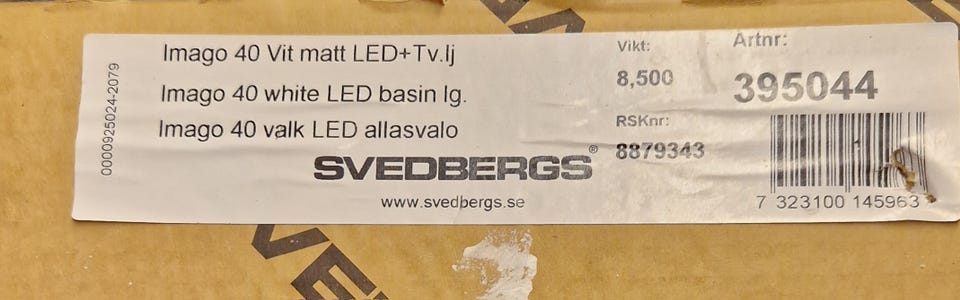 0000925024-2079
Imago 40 Vit matt LED+Tv.lj
Imago 40 white LED basin lg.
Imago 40 valk LED allasvalo
SVEDBERGS®
www.svedbergs.se
Vikt:
8,500
RSKnr:
8879343
Artnr:
395044
7 323100 145963